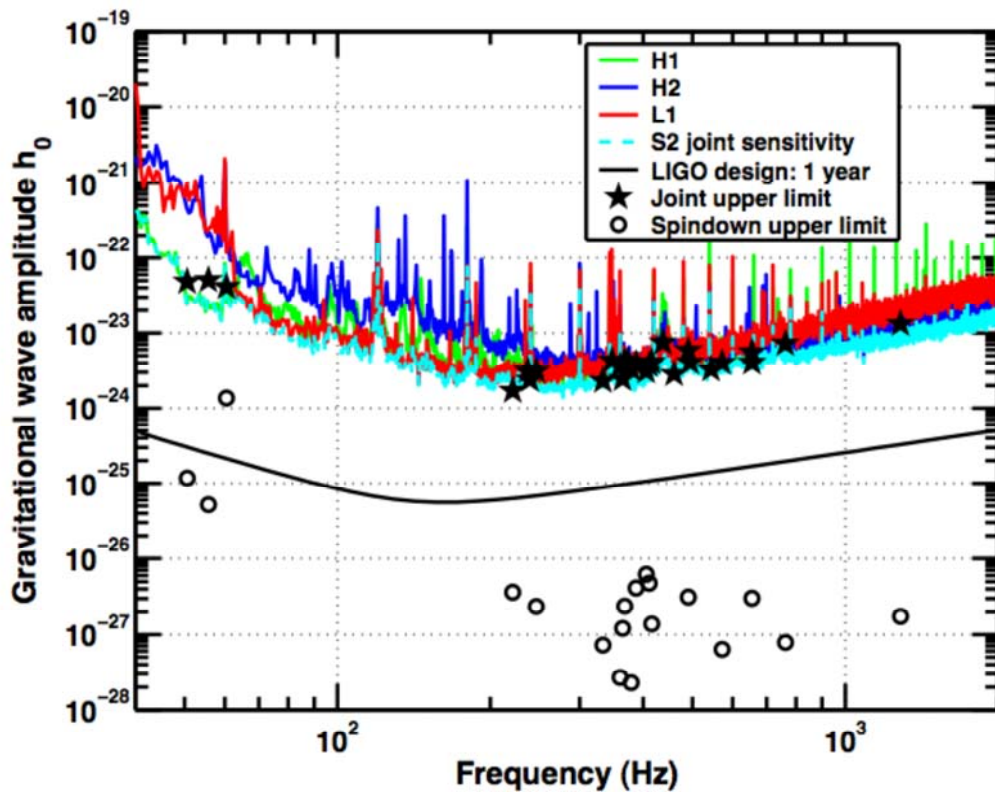 10^-19
10^-20
10^-21
10^-22
10^-23
10^-24
10^-25
10^-26
10^-27
10^-28
Gravitational wave amplitude h_0
H1
H2
L1
S2 joint sensitivity
LIGO design: 1 year
Joint upper limit
Spindown upper limit
10^2
10^3
Frequency (Hz)